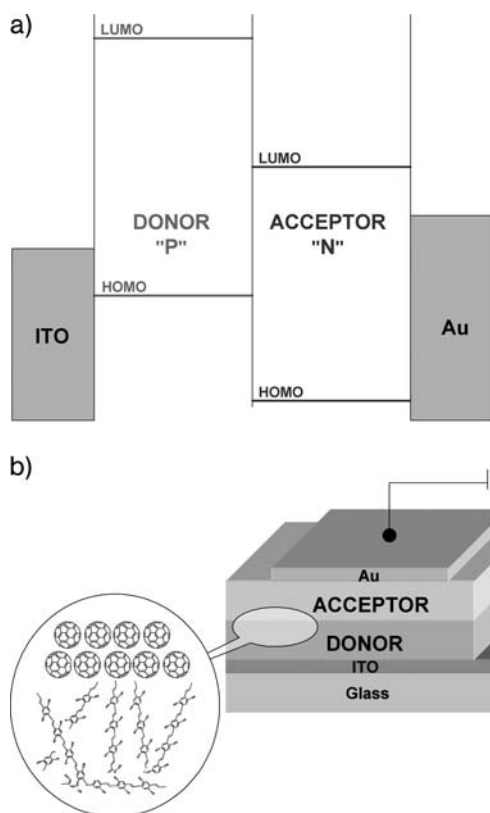 a)
LUMO
LUMO
DONOR
"P"
ACCEPTOR
"N"
HOMO
ITO
Au
HOMO
b)
Au
ACCEPTOR
DONOR
ITO
Glass